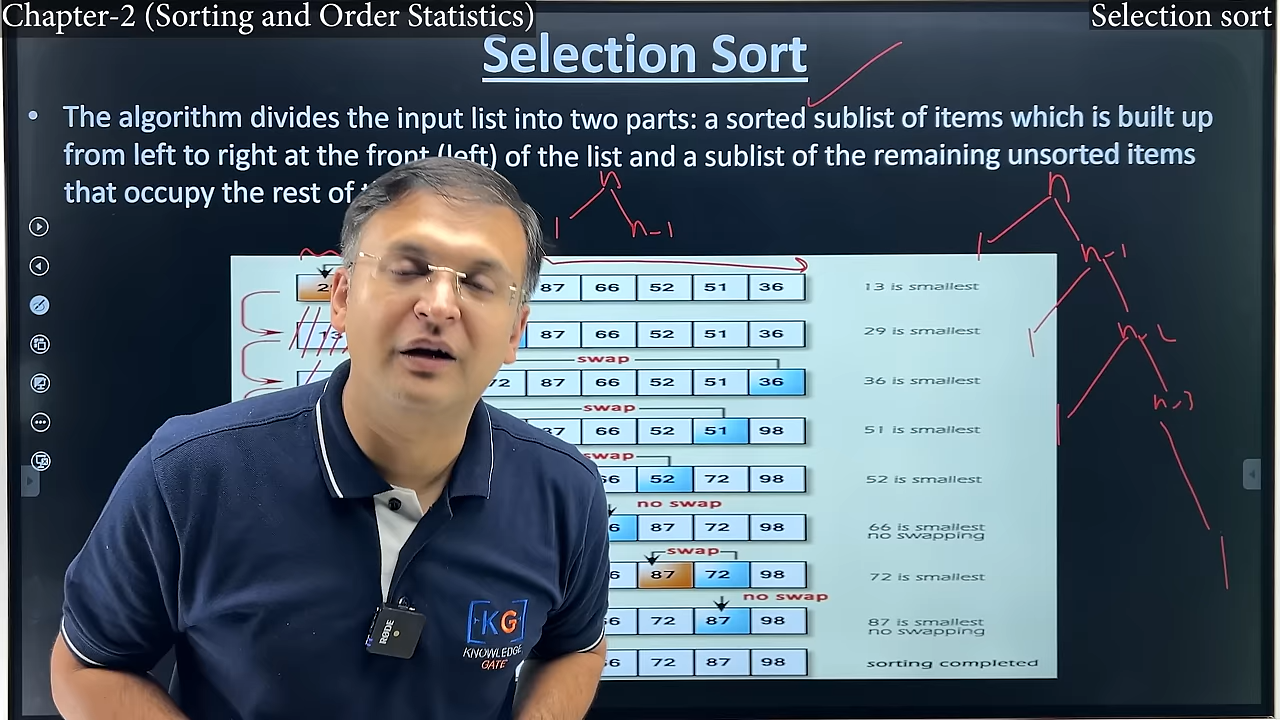 Chapter-2 (Sorting and Order Statistics)
Selection sort
Selection Sort
• The algorithm divides the input list into two parts: a sorted sublist of items which is built up
from left to right at the front (left) of the list and a sublist of the remaining unsorted items
that occupy the rest of
n
1 n-1
n
1 n-1
1 n-2
1 n-3
1
87 66 52 51 36 13 is smallest
87 66 52 51 36 29 is smallest
swap
72 87 66 52 51 36 36 is smallest
swap
87 66 52 51 98 51 is smallest
swap
66 52 72 98 52 is smallest
no swap
87 72 98 66 is smallest
no swapping
swap
87 72 98 72 is smallest
no swap
72 87 98 87 is smallest
no swapping
72 87 98 sorting completed
RØDE
KG
KNOWLEDGE
GATE